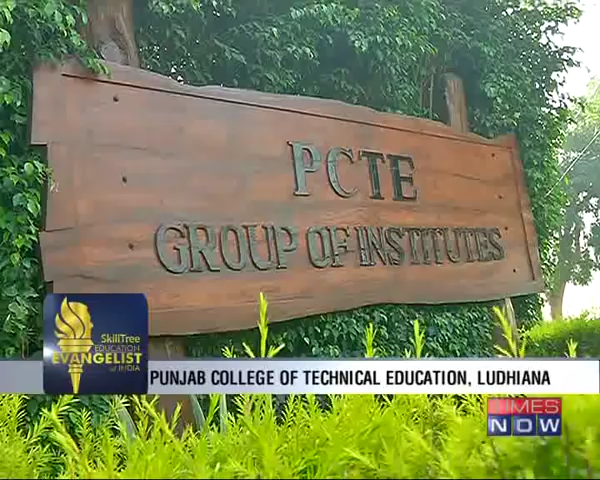 PCTE
GROUP OF INSTITUTES
SkillTree
EDUCATION
EVANGELIST
of INDIA
PUNJAB COLLEGE OF TECHNICAL EDUCATION, LUDHIANA
TIMES
NOW